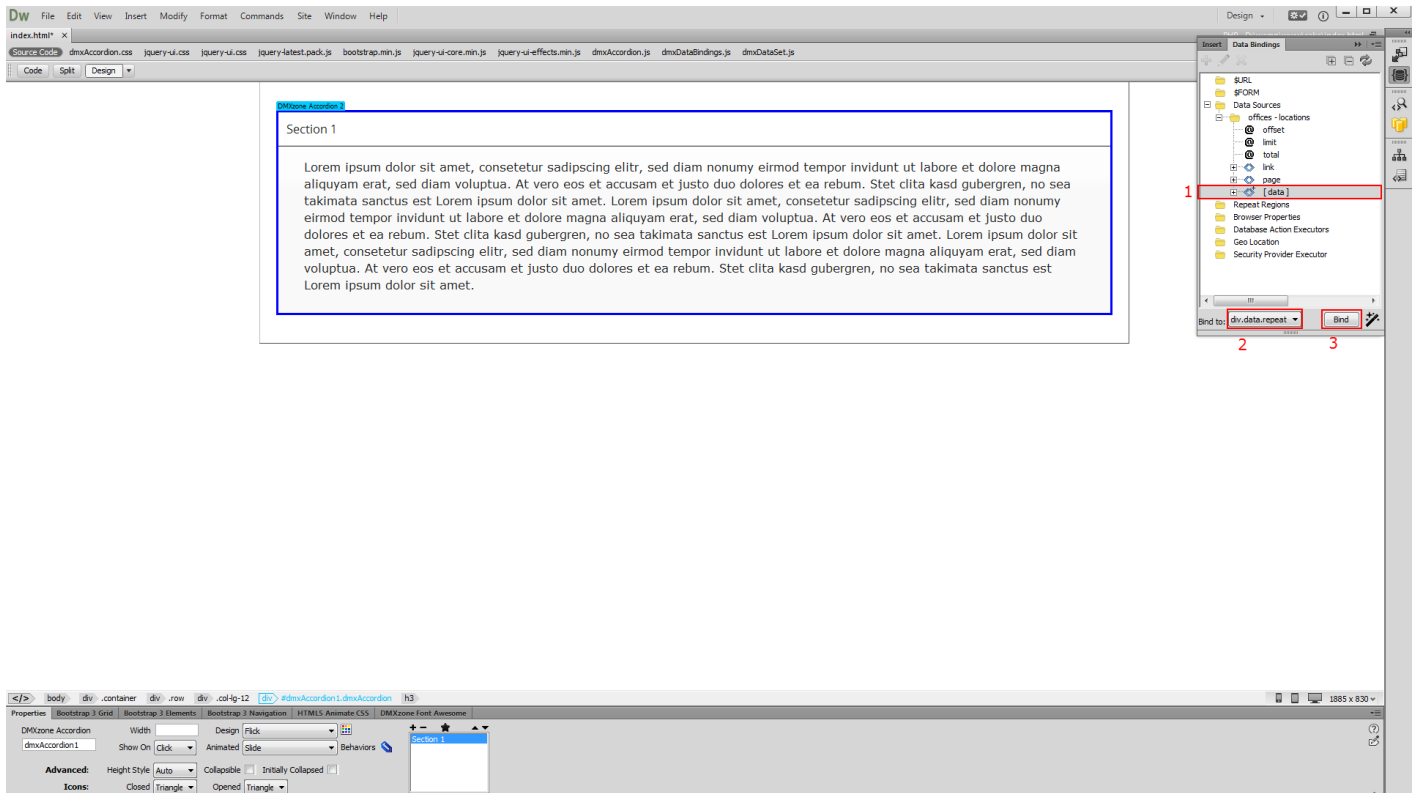 Dw File Edit View Insert Modify Format Commands Site Window Help Design
index.html* ×
Source Code dmxAccordion.css jquery-ui.css jquery-ui.css jquery-latest.pack.js bootstrap.min.js jquery-ui-core.min.js jquery-ui-effects.min.js dmxAccordion.js dmxDataBindings.js dmxDataSet.js
Code Split Design
Insert Data Bindings
$URL
$FORM
Data Sources
offices - locations
offset
limit
total
link
page
1 [ data ]
Repeat Regions
Browser Properties
Database Action Executors
Geo Location
Security Provider Executor
Bind to: div.data.repeat Bind
2 3
DMXzone Accordion 2
Section 1
Lorem ipsum dolor sit amet, consetetur sadipscing elitr, sed diam nonumy eirmod tempor invidunt ut labore et dolore magna
aliquyam erat, sed diam voluptua. At vero eos et accusam et justo duo dolores et ea rebum. Stet clita kasd gubergren, no sea
takimata sanctus est Lorem ipsum dolor sit amet. Lorem ipsum dolor sit amet, consetetur sadipscing elitr, sed diam nonumy
eirmod tempor invidunt ut labore et dolore magna aliquyam erat, sed diam voluptua. At vero eos et accusam et justo duo
dolores et ea rebum. Stet clita kasd gubergren, no sea takimata sanctus est Lorem ipsum dolor sit amet. Lorem ipsum dolor sit
amet, consetetur sadipscing elitr, sed diam nonumy eirmod tempor invidunt ut labore et dolore magna aliquyam erat, sed diam
voluptua. At vero eos et accusam et justo duo dolores et ea rebum. Stet clita kasd gubergren, no sea takimata sanctus est
Lorem ipsum dolor sit amet.
</> body div .container div .row div .col-lg-12 div #dmxAccordion1.dmxAccordion h3 1885 x 830
Properties Bootstrap 3 Grid Bootstrap 3 Elements Bootstrap 3 Navigation HTML5 Animate CSS DMXzone Font Awesome
DMXzone Accordion Width Design Flick
dmxAccordion1 Show On Click Animated Slide Behaviors Section 1
Advanced: Height Style Auto Collapsible Initially Collapsed
Icons: Closed Triangle Opened Triangle